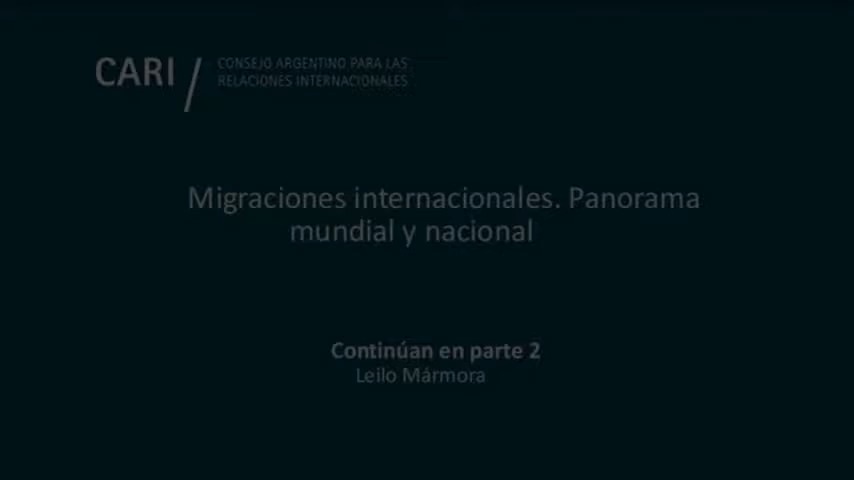 CARI
CONSEJO ARGENTINO PARA LAS
RELACIONES INTERNACIONALES
Migraciones internacionales. Panorama
mundial y nacional
Continúan en parte 2
Leilo Mármora